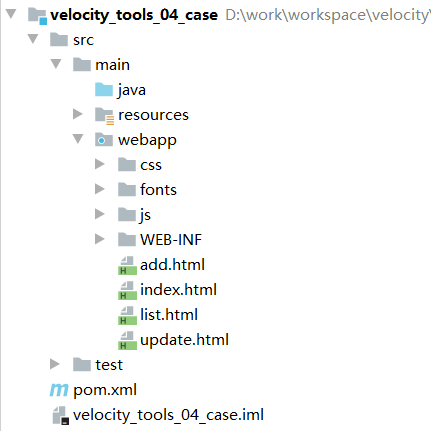 velocity_tools_04_case D:\work\workspace\velocity\
src
main
java
resources
webapp
css
fonts
js
WEB-INF
H add.html
H index.html
H list.html
H update.html
test
m pom.xml
velocity_tools_04_case.iml